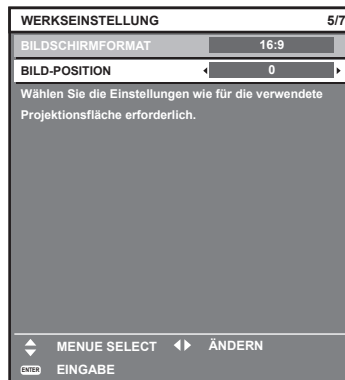 WERKSEINSTELLUNG 5/7
BILDSCHIRMFORMAT 16:9
BILD-POSITION 0
Wählen Sie die Einstellungen wie für die verwendete
Projektionsfläche erforderlich.
MENUE SELECT ÄNDERN
ENTER EINGABE